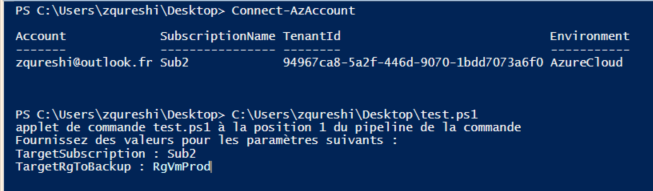 PS C:\Users\zqureshi\Desktop> Connect-AzAccount
Account SubscriptionName TenantId Environment
------- ---------------- -------- -----------
zqureshi@outlook.fr Sub2 94967ca8-5a2f-446d-9070-1bdd7073a6f0 AzureCloud
PS C:\Users\zqureshi\Desktop> C:\Users\zqureshi\Desktop\test.ps1
applet de commande test.ps1 à la position 1 du pipeline de la commande
Fournissez des valeurs pour les paramètres suivants :
TargetSubscription : Sub2
TargetRgToBackup : RgVmProd